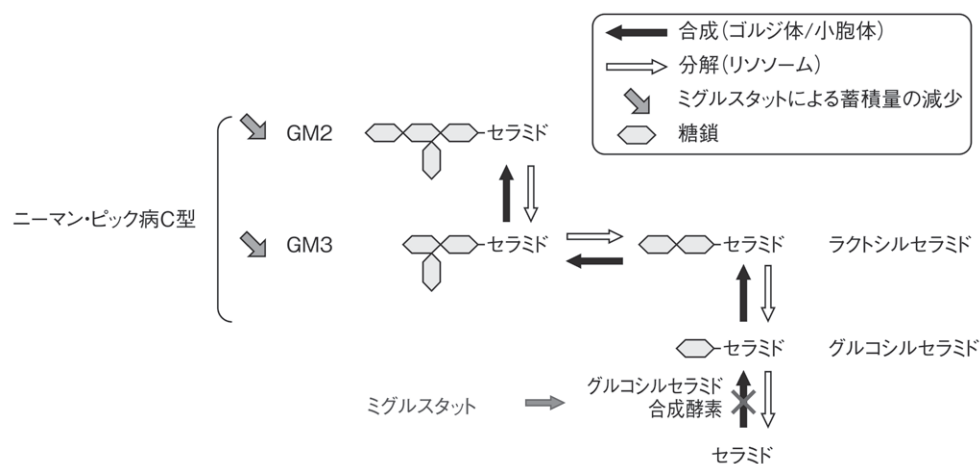 合成(ゴルジ体/小胞体)
分解(リソソーム)
ミグルスタットによる蓄積量の減少
糖鎖
ニーマン・ピック病C型
GM2
セラミド
GM3
セラミド
セラミド
ラクトシルセラミド
セラミド
グルコシルセラミド
ミグルスタット
グルコシルセラミド
合成酵素
セラミド